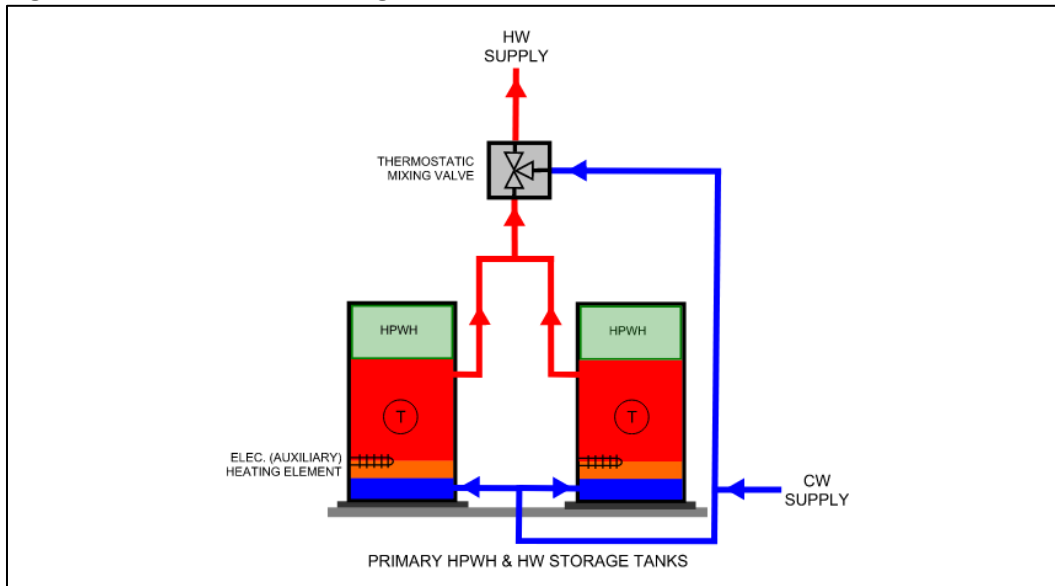 HW
SUPPLY
THERMOSTATIC
MIXING VALVE
HPWH
HPWH
T
T
ELEC. (AUXILIARY)
HEATING ELEMENT
CW
SUPPLY
PRIMARY HPWH & HW STORAGE TANKS